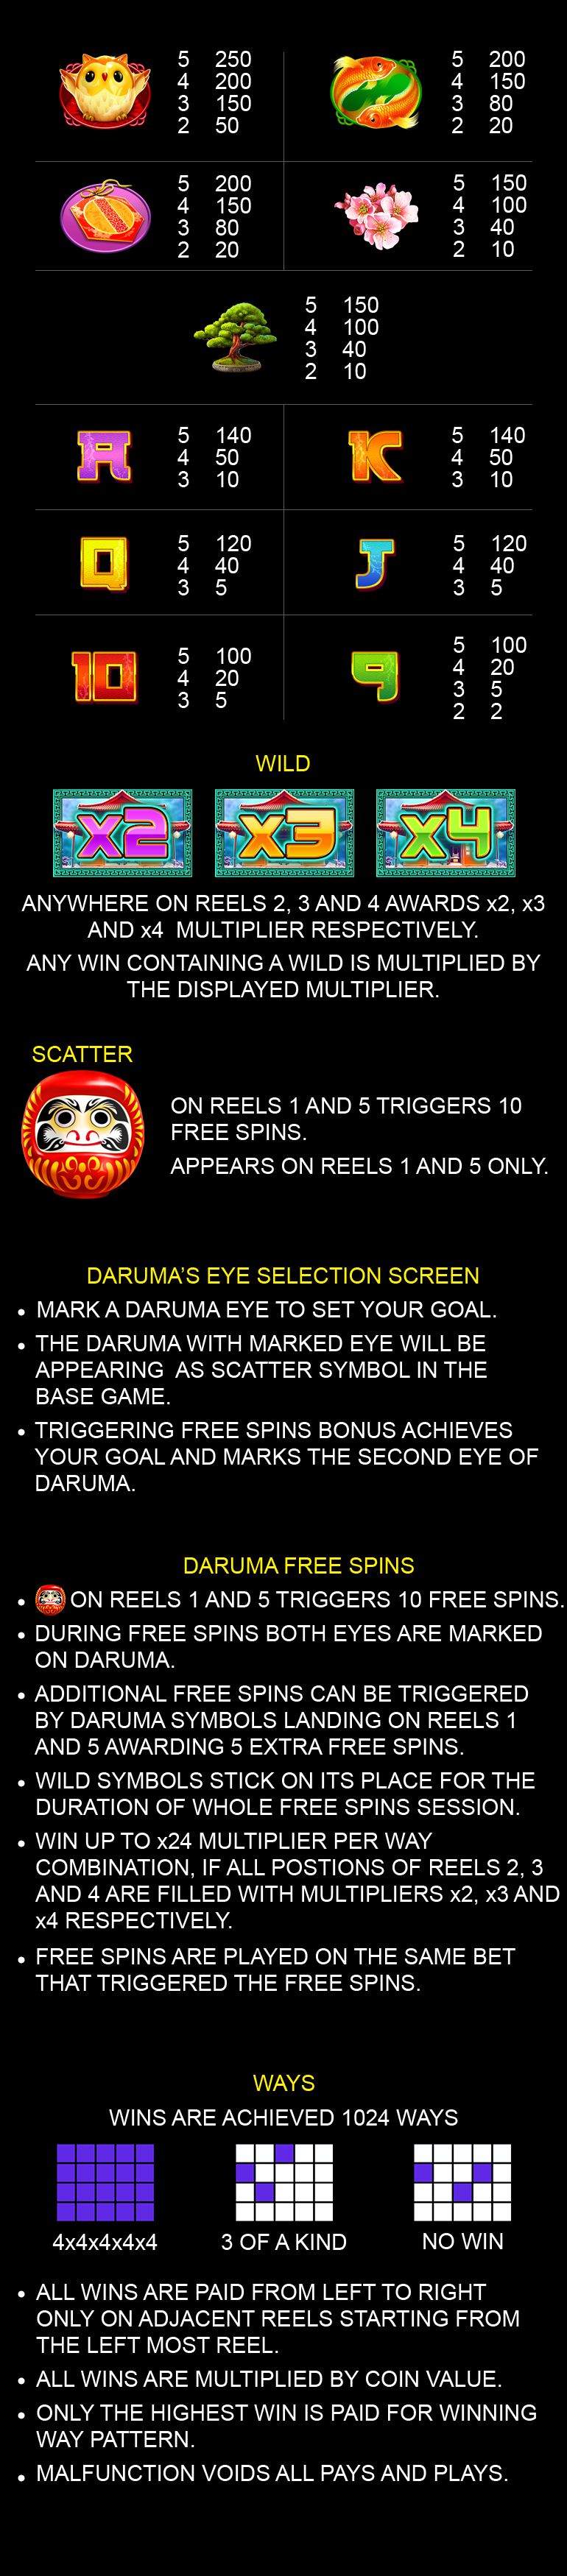 5 250 5 200
4 200 4 150
3 150 3 80
2 50 2 20
5 200 5 150
4 150 4 100
3 80 3 40
2 20 2 10
5 150
4 100
3 40
2 10
A 5 140 K 5 140
4 50 4 50
3 10 3 10
Q 5 120 J 5 120
4 40 4 40
3 5 3 5
10 5 100 9 5 100
4 20 4 20
3 5 3 5
2 2
WILD
x2 x3 x4
ANYWHERE ON REELS 2, 3 AND 4 AWARDS x2, x3
AND x4 MULTIPLIER RESPECTIVELY.
ANY WIN CONTAINING A WILD IS MULTIPLIED BY
THE DISPLAYED MULTIPLIER.
SCATTER
ON REELS 1 AND 5 TRIGGERS 10
FREE SPINS.
APPEARS ON REELS 1 AND 5 ONLY.
DARUMA'S EYE SELECTION SCREEN
• MARK A DARUMA EYE TO SET YOUR GOAL.
• THE DARUMA WITH MARKED EYE WILL BE
APPEARING AS SCATTER SYMBOL IN THE
BASE GAME.
• TRIGGERING FREE SPINS BONUS ACHIEVES
YOUR GOAL AND MARKS THE SECOND EYE OF
DARUMA.
DARUMA FREE SPINS
• ON REELS 1 AND 5 TRIGGERS 10 FREE SPINS.
• DURING FREE SPINS BOTH EYES ARE MARKED
ON DARUMA.
• ADDITIONAL FREE SPINS CAN BE TRIGGERED
BY DARUMA SYMBOLS LANDING ON REELS 1
AND 5 AWARDING 5 EXTRA FREE SPINS.
• WILD SYMBOLS STICK ON ITS PLACE FOR THE
DURATION OF WHOLE FREE SPINS SESSION.
• WIN UP TO x24 MULTIPLIER PER WAY
COMBINATION, IF ALL POSTIONS OF REELS 2, 3
AND 4 ARE FILLED WITH MULTIPLIERS x2, x3 AND
x4 RESPECTIVELY.
• FREE SPINS ARE PLAYED ON THE SAME BET
THAT TRIGGERED THE FREE SPINS.
WAYS
WINS ARE ACHIEVED 1024 WAYS
4x4x4x4x4 3 OF A KIND NO WIN
• ALL WINS ARE PAID FROM LEFT TO RIGHT
ONLY ON ADJACENT REELS STARTING FROM
THE LEFT MOST REEL.
• ALL WINS ARE MULTIPLIED BY COIN VALUE.
• ONLY THE HIGHEST WIN IS PAID FOR WINNING
WAY PATTERN.
• MALFUNCTION VOIDS ALL PAYS AND PLAYS.